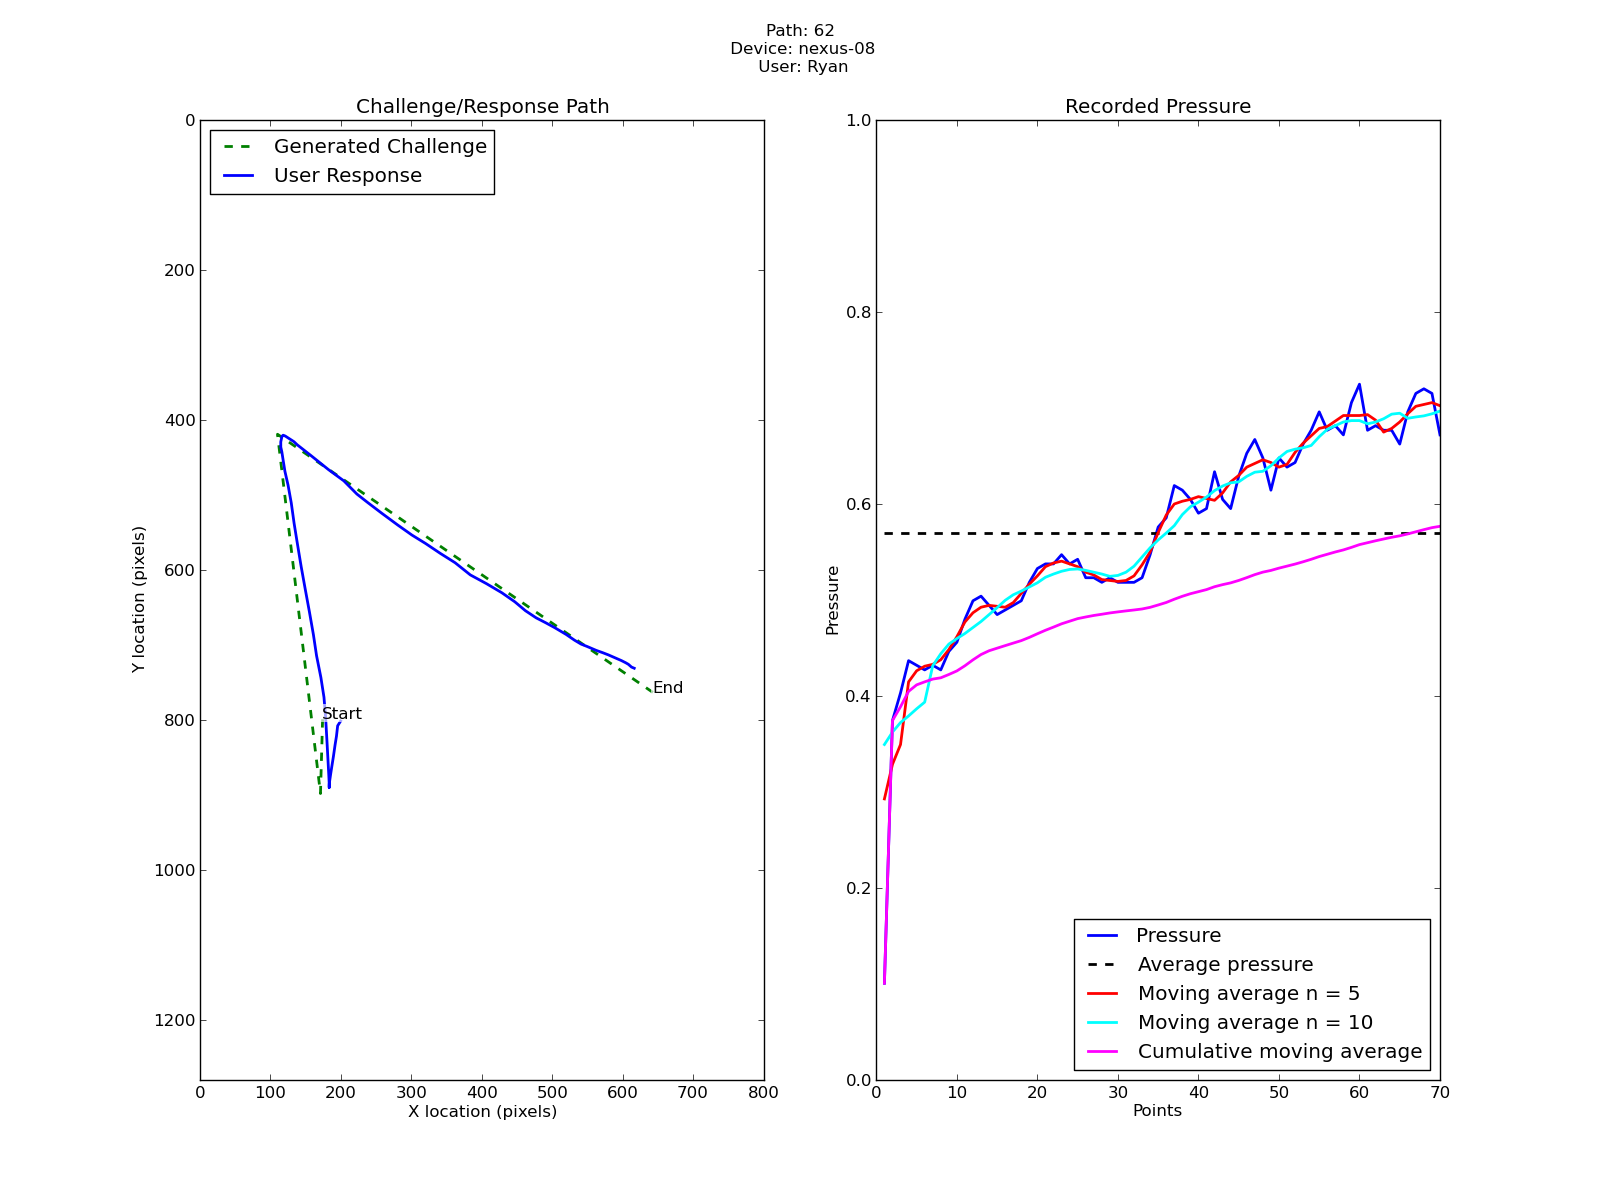 Path: 62
Device: nexus-08
User: Ryan
Challenge/Response Path
Generated Challenge
User Response
Start
End
0
200
400
600
800
1000
1200
Y location (pixels)
0 100 200 300 400 500 600 700 800
X location (pixels)
Recorded Pressure
1.0
0.8
0.6
0.4
0.2
0.0
Pressure
Pressure
Average pressure
Moving average n = 5
Moving average n = 10
Cumulative moving average
0 10 20 30 40 50 60 70
Points